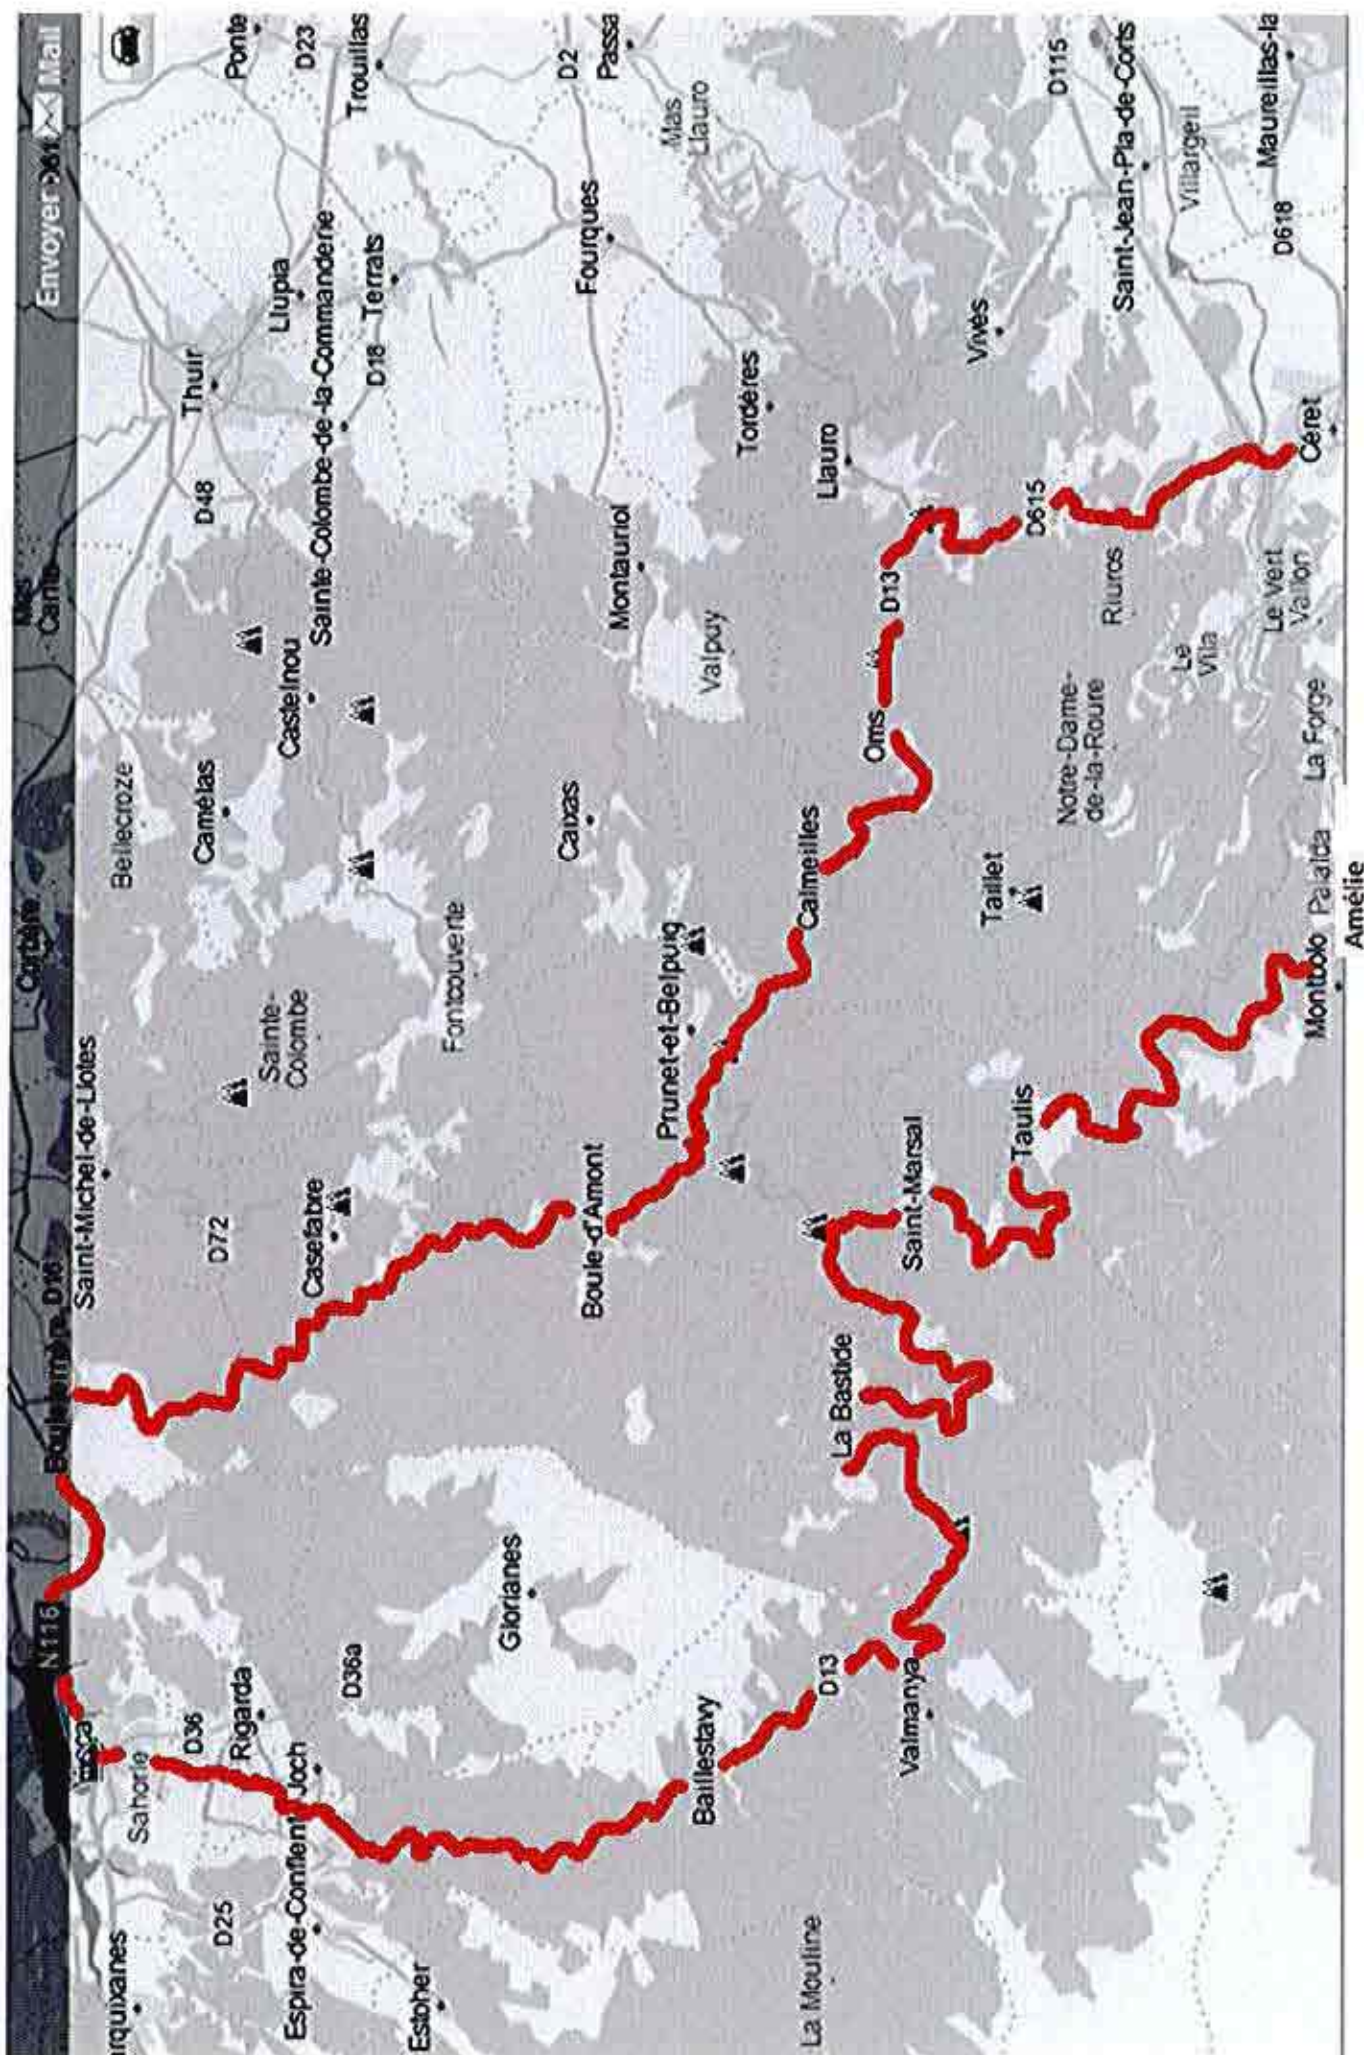 Envoyer D615
Mail
Mas
Canta
Corbère
Bouleternère
D16
N116
Ponte
D23
Trouillas
D2
Passa
Mas
Llauro
D115
Saint-Jean-Pla-de-Corts
Villargeil
Maureillas-la
D618
Llupia
Terrats
Sainte-Colombe-de-la-Commanderie
D18
Thuir
D48
Fourques
Tordères
Llauro
Vivès
Céret
D615
D13
Riuros
Le Vert
Vallon
Le
Vila
Montauriol
Valpuy
Castelnou
Camélas
Bellecroze
Oms
Notre-Dame-
de-la-Roure
La Forge
Caixas
Calmeilles
Taillet
Palalda
Amélie
Montbolo
Fontcouverte
Sainte-
Colombe
Prunet-et-Belpuig
Saint-Michel-de-Llotes
D72
Casefabre
Boule-d'Amont
Saint-Marsal
Taulis
La Bastide
Glorianes
D36a
D36
Rigarda
Joch
Sahorle
D13
Valmanya
Baillestavy
D25
Espira-de-Conflent
Estoher
rquixanes
La Mouline